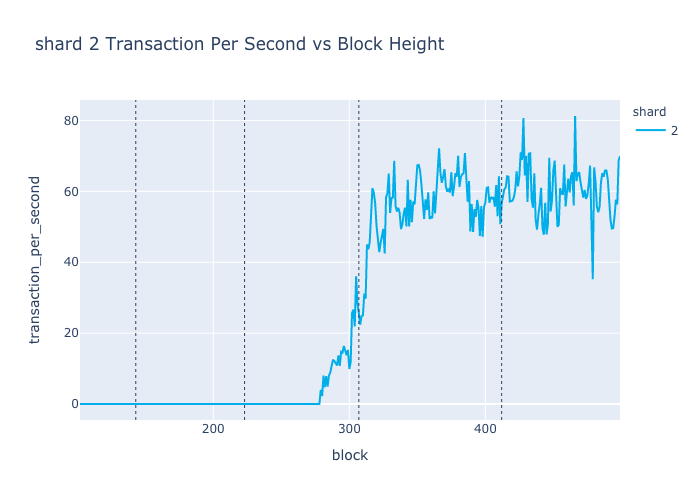 shard 2 Transaction Per Second vs Block Height
shard
2
80
60
40
20
0
transaction_per_second
200
300
400
block